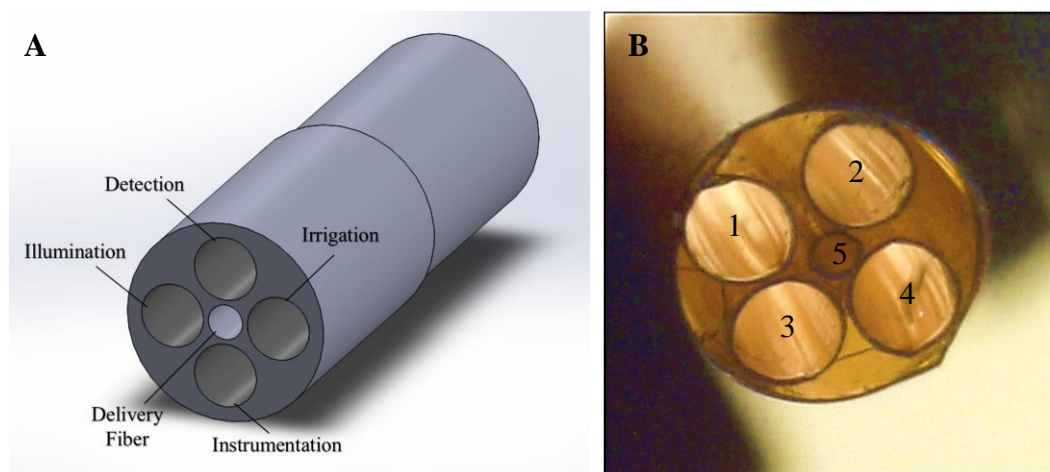 A
Detection
Illumination
Irrigation
Delivery
Fiber
Instrumentation
B
2
1
5
4
3